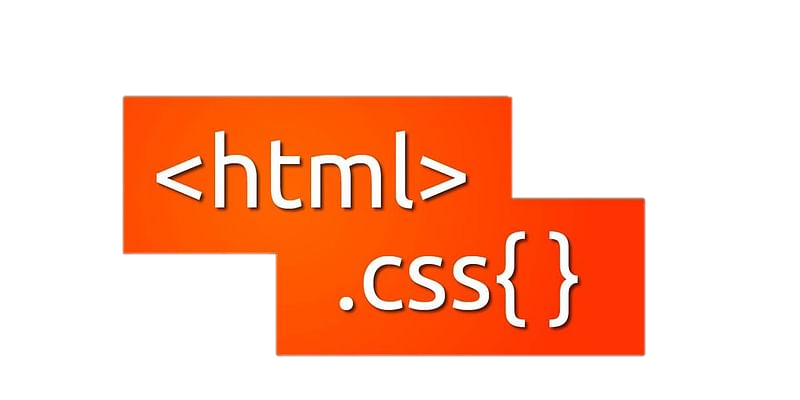 <html>
.css{ }